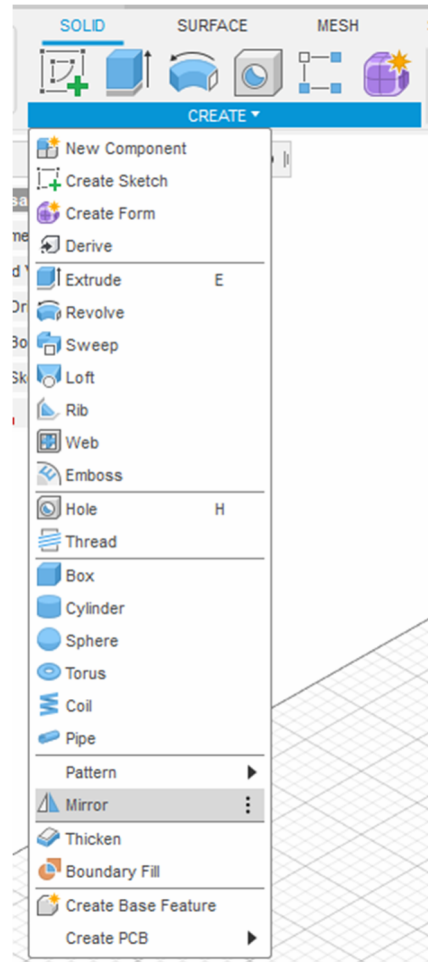 SOLID SURFACE MESH
CREATE
New Component
Create Sketch
Create Form
Derive
Extrude E
Revolve
Sweep
Loft
Rib
Web
Emboss
Hole H
Thread
Box
Cylinder
Sphere
Torus
Coil
Pipe
Pattern
Mirror
Thicken
Boundary Fill
Create Base Feature
Create PCB